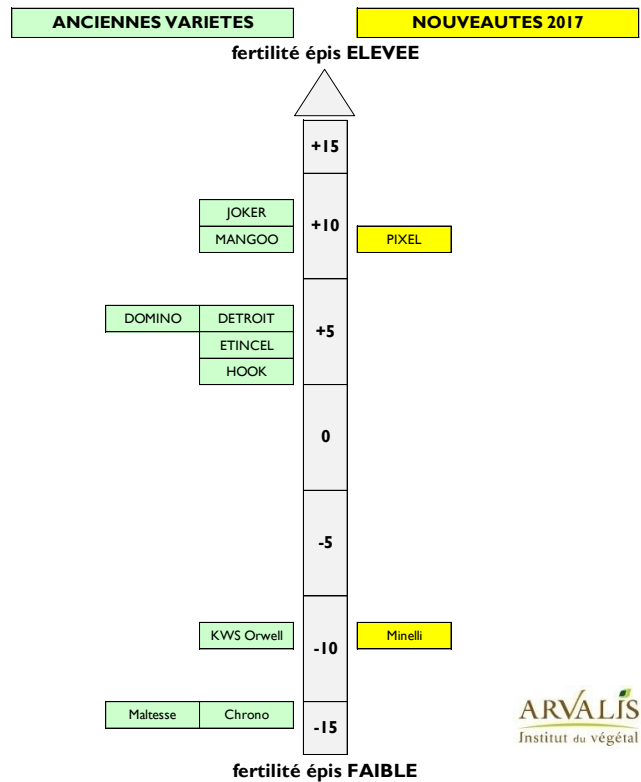 ANCIENNES VARIETES
NOUVEAUTES 2017
fertilité épis ELEVEE
+15
JOKER
+10
MANGOO
PIXEL
DOMINO DETROIT
+5
ETINCEL
HOOK
0
-5
KWS Orwell
-10
Minelli
Maltesse Chrono
-15
ARVALIS
Institut du végétal
fertilité épis FAIBLE